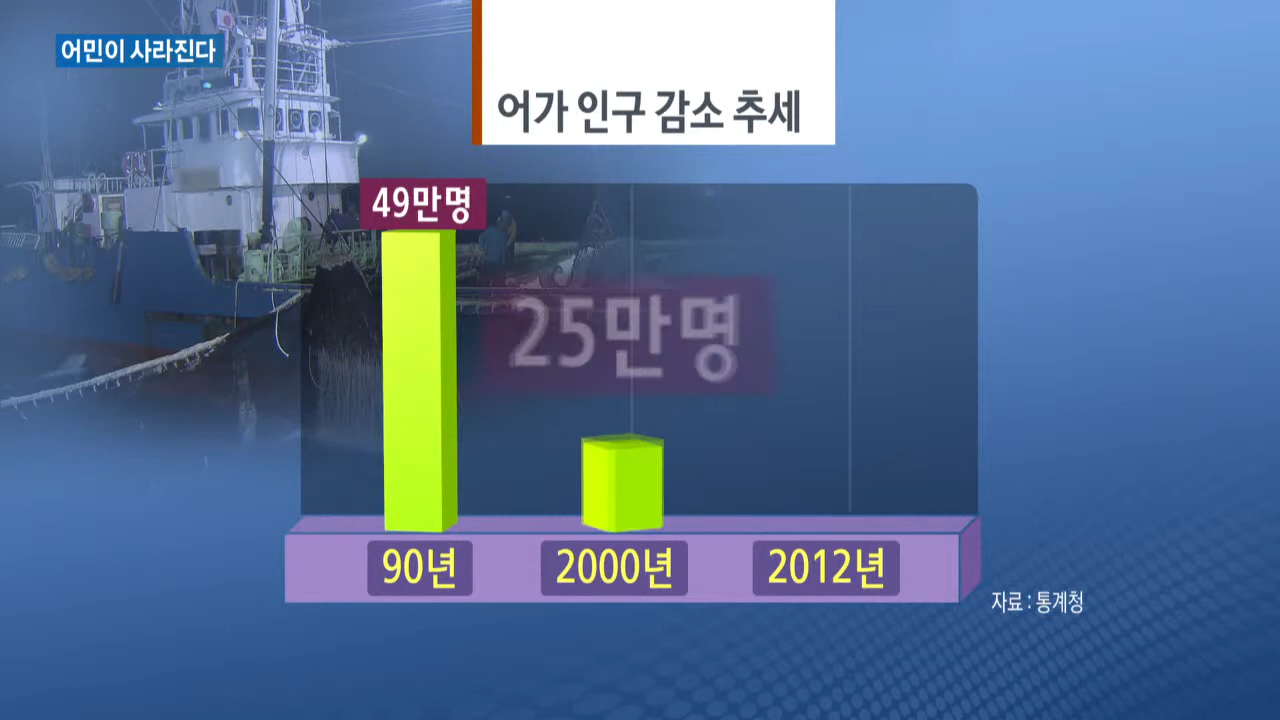 어민이 사라진다
어가 인구 감소 추세
49만명
25만명
90년
2000년
2012년
자료 : 통계청